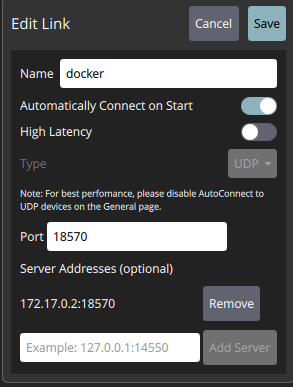 Edit Link
Cancel
Save
Name
docker
Automatically Connect on Start
High Latency
Type
UDP
Note: For best perfomance, please disable AutoConnect to
UDP devices on the General page.
Port
18570
Server Addresses (optional)
172.17.0.2:18570
Remove
Example: 127.0.0.1:14550
Add Server